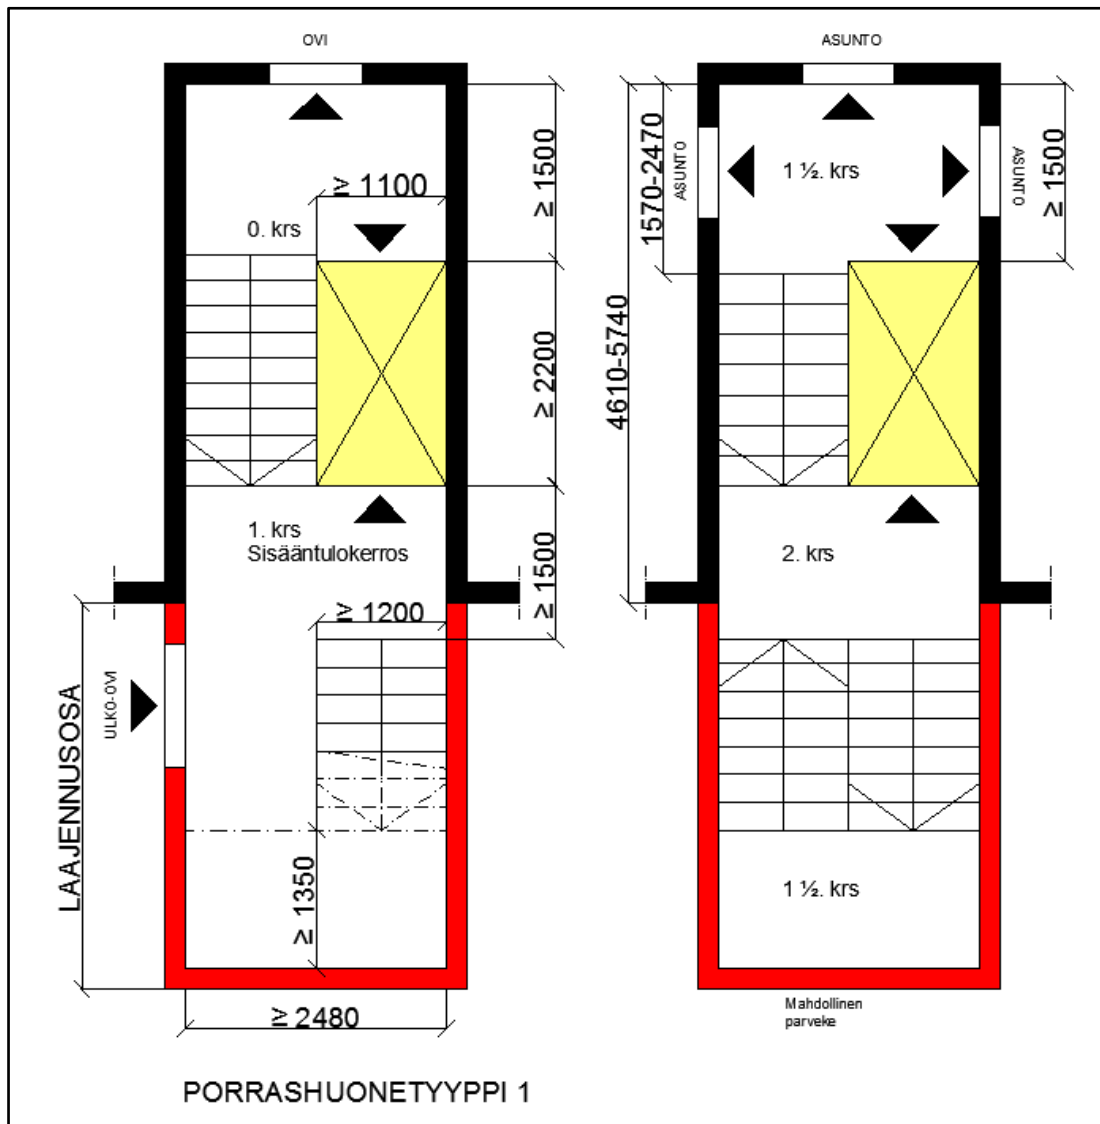 OVI
≥ 1500
≥ 1100
0. krs
≥ 2200
1. krs
Sisääntulokerros
≥ 1500
≥ 1200
ULKO-OVI
LAAJENNUSOSA
≥ 1350
≥ 2480
PORRASHUONETYYPPI 1
ASUNTO
1570-2470
ASUNTO
1 ½. krs
ASUNTO
≥ 1500
4610-5740
2. krs
1 ½. krs
Mahdollinen
parveke